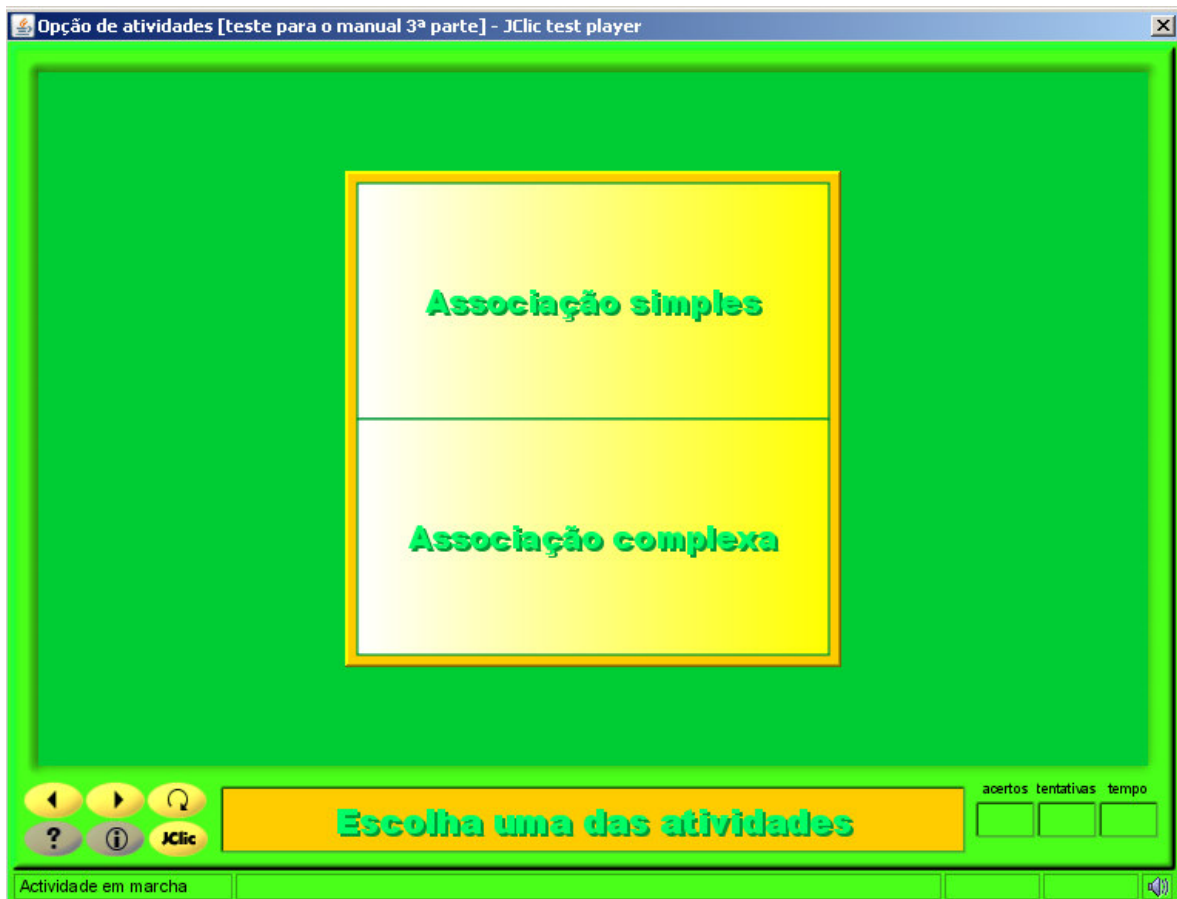 Opção de atividades [teste para o manual 3ª parte] - JClic test player
Associação simples
Associação complexa
acertos tentativas tempo
Escolha uma das atividades
?
JClic
Actividade em marcha